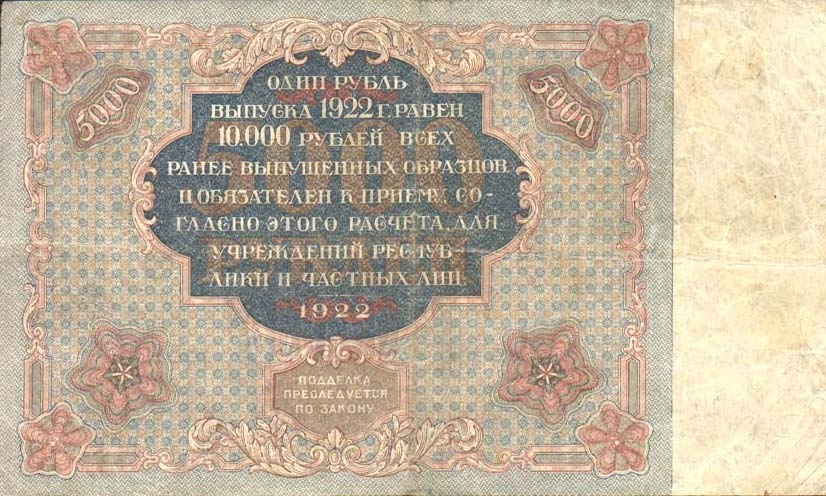 5000
5000
ОДИН РУБЛЬ
ВЫПУСКА 1922 Г. РАВЕН
10.000 РУБЛЕЙ ВСЕХ
РАНЕЕ ВЫПУЩЕННЫХ ОБРАЗЦОВ
И ОБЯЗАТЕЛЕН К ПРИЕМУ, СО-
ГЛАСНО ЭТОГО РАСЧЕТА, ДЛЯ
УЧРЕЖДЕНИЙ РЕСПУБ-
ЛИКИ И ЧАСТНЫХ ЛИЦ.
1922
ПОДДЕЛКА
ПРЕСЛЕДУЕТСЯ
ПО ЗАКОНУ